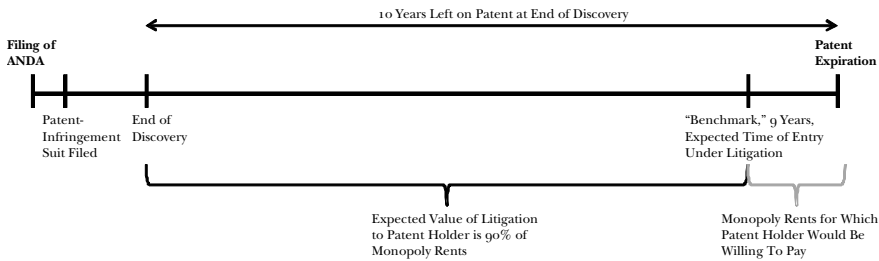 10 Years Left on Patent at End of Discovery
Filing of
ANDA
Patent
Expiration
Patent-
Infringement
Suit Filed
End of
Discovery
“Benchmark,” 9 Years,
Expected Time of Entry
Under Litigation
Expected Value of Litigation
to Patent Holder is 90% of
Monopoly Rents
Monopoly Rents for Which
Patent Holder Would Be
Willing To Pay